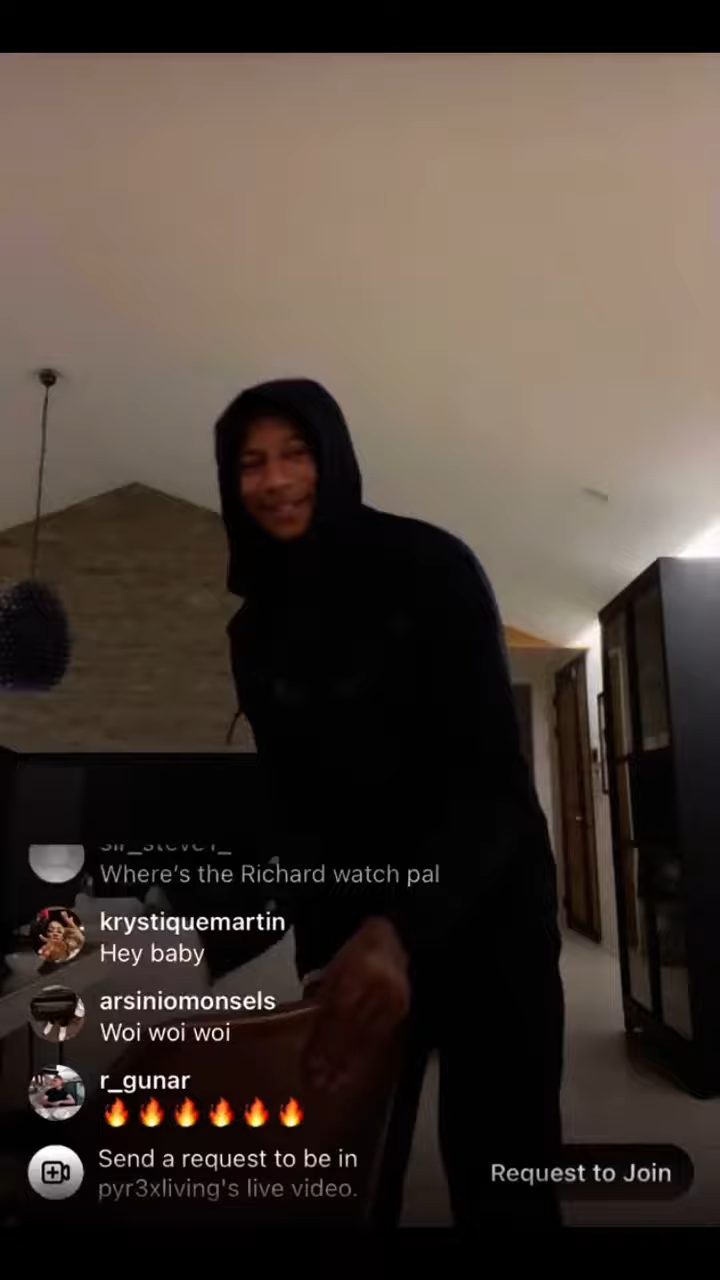 Where's the Richard watch pal
krystiquemartin
Hey baby
arsiniomonsels
Woi woi woi
r_gunar
🔥🔥🔥🔥🔥🔥
Send a request to be in
pyr3xliving's live video.
Request to Join